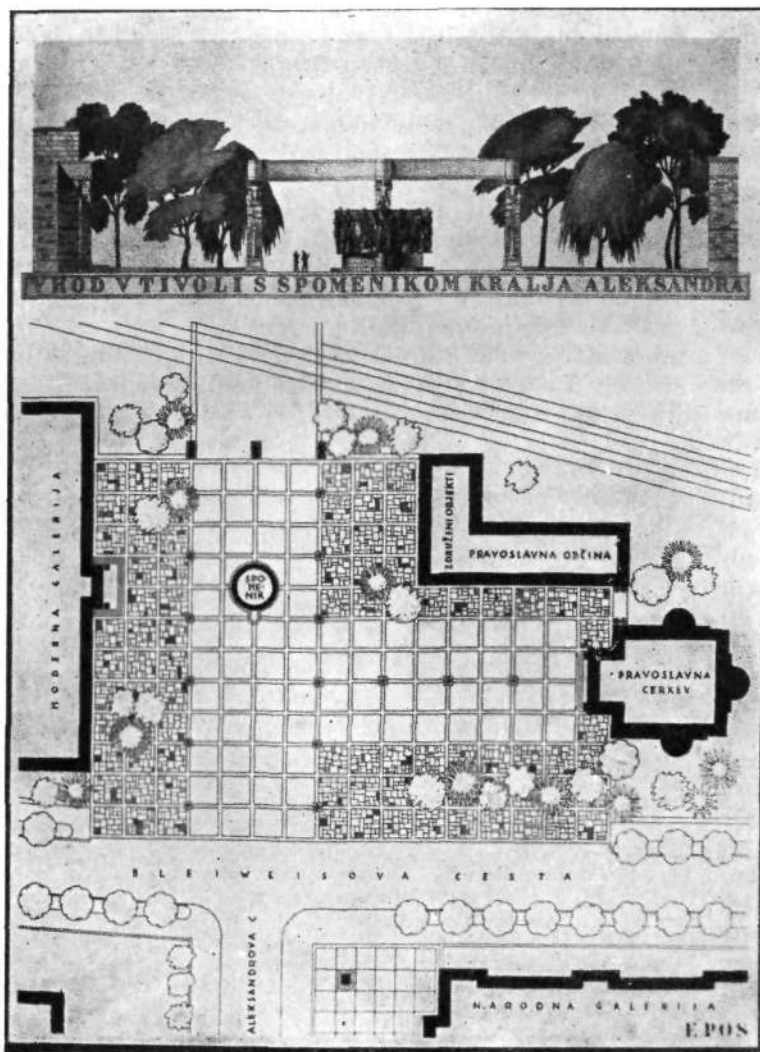 VHOD V TIVOLI S SPOMENIKOM KRALJA ALEKSANDRA
MODERNA GALERIJA
SPO
ME-
NIK
ZDRUŽENI OBJEKTI
PRAVOSLAVNA OBČINA
PRAVOSLAVNA
CERKEV
BLEIWEISOVA CESTA
ALEKSANDROVA C
NARODNA GALERIJA
EPOS